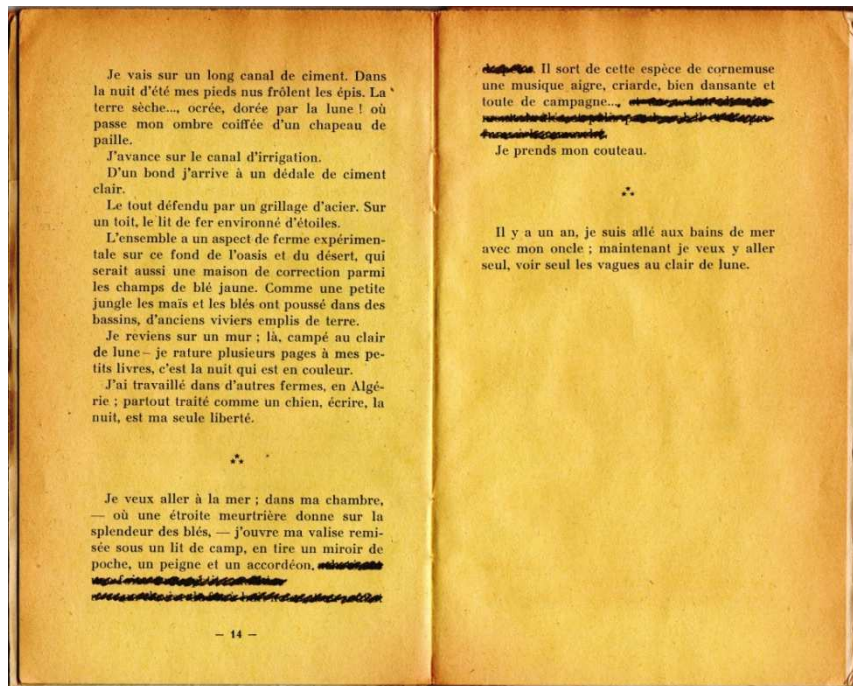 Je vais sur un long canal de ciment. Dans
la nuit d'été mes pieds nus frôlent les épis. La
terre sèche..., ocrée, dorée par la lune ! où
passe mon ombre coiffée d'un chapeau de
paille.
J'avance sur le canal d'irrigation.
D'un bond j'arrive à un dédale de ciment
clair.
Le tout défendu par un grillage d'acier. Sur
un toit, le lit de fer environné d'étoiles.
L'ensemble a un aspect de ferme expérimen-
tale sur ce fond de l'oasis et du désert, qui
serait aussi une maison de correction parmi
les champs de blé jaune. Comme une petite
jungle les maïs et les blés ont poussé dans des
bassins, d'anciens viviers emplis de terre.
Je reviens sur un mur ; là, campé au clair
de lune – je rature plusieurs pages à mes pe-
tits livres, c'est la nuit qui est en couleur.
J'ai travaillé dans d'autres fermes, en Algé-
rie ; partout traité comme un chien, écrire, la
nuit, est ma seule liberté.
⁂
Je veux aller à la mer ; dans ma chambre,
— où une étroite meurtrière donne sur la
splendeur des blés, — j'ouvre ma valise remi-
sée sous un lit de camp, en tire un miroir de
poche, un peigne et un accordéon,
– 14 –
Il sort de cette espèce de cornemuse
une musique aigre, criarde, bien dansante et
toute de campagne...,
Je prends mon couteau.
⁂
Il y a un an, je suis allé aux bains de mer
avec mon oncle ; maintenant je veux y aller
seul, voir seul les vagues au clair de lune.